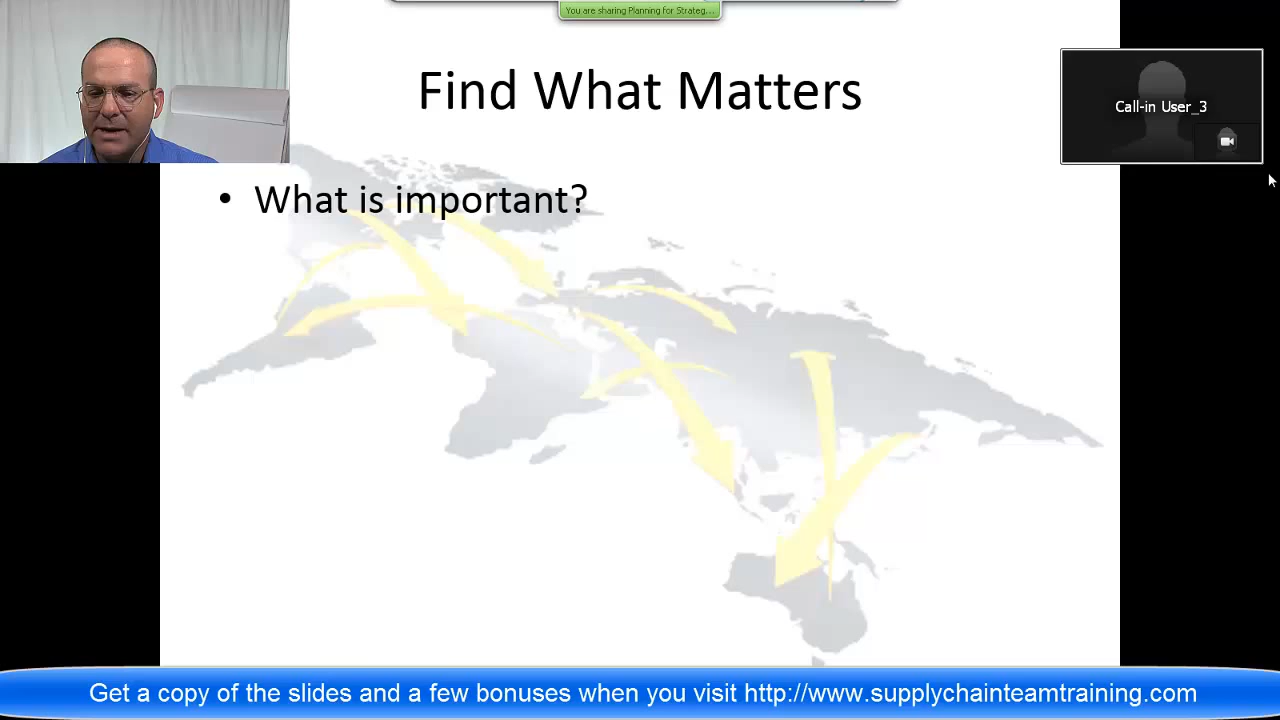 You are sharing Planning for Strateg...
Find What Matters
Call-in User_3
• What is important?
Get a copy of the slides and a few bonuses when you visit http://www.supplychainteamtraining.com